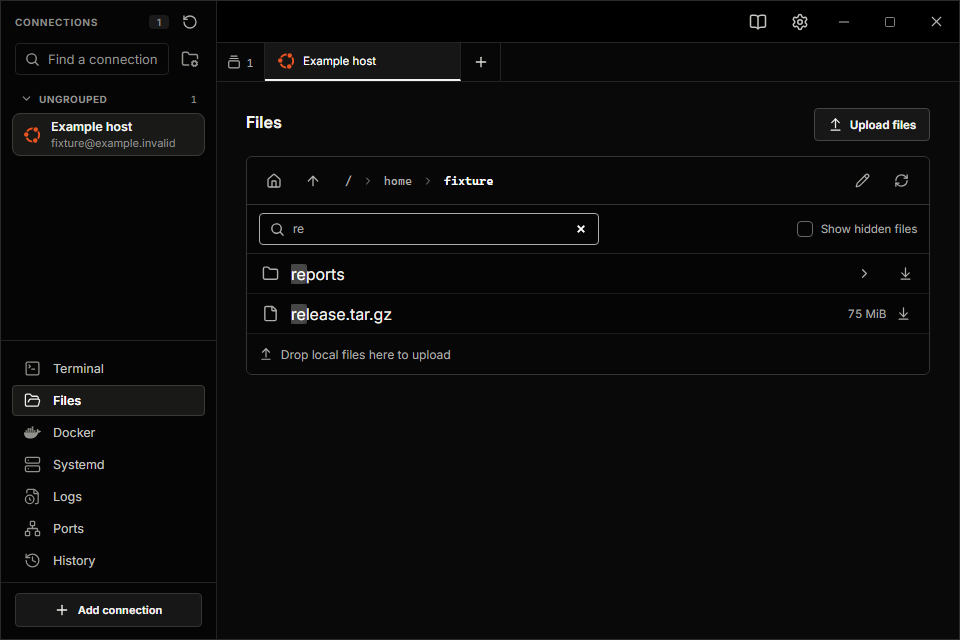 CONNECTIONS 1
Find a connection
UNGROUPED 1
Example host
fixture@example.invalid
Terminal
Files
Docker
Systemd
Logs
Ports
History
Add connection
1 Example host
Files
Upload files
/ home fixture
re
Show hidden files
reports
release.tar.gz 75 MiB
Drop local files here to upload